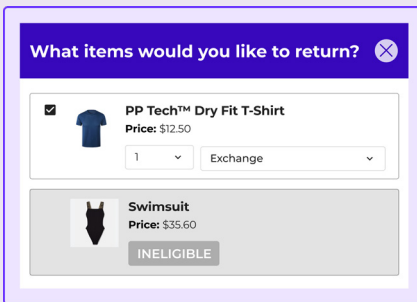 What items would you like to return?
PP Tech™ Dry Fit T-Shirt
Price: $12.50
1 Exchange
Swimsuit
Price: $35.60
INELIGIBLE